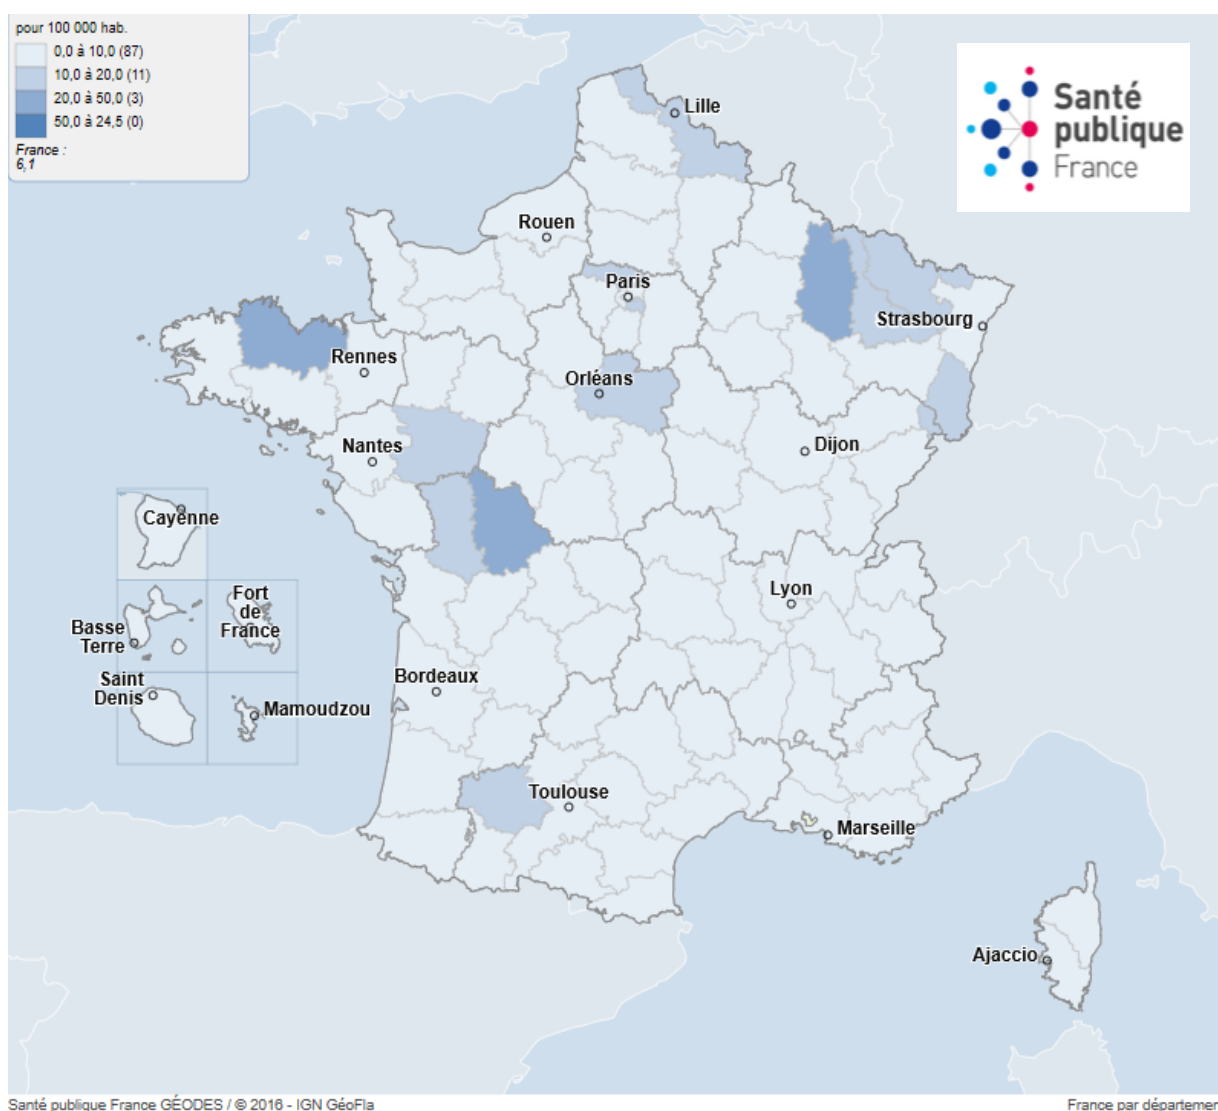 pour 100 000 hab.
0,0 à 10,0 (87)
10,0 à 20,0 (11)
20,0 à 50,0 (3)
50,0 à 24,5 (0)
France :
6,1
Santé
publique
France
Lille
Rouen
Paris
Strasbourg
Rennes
Orléans
Nantes
Dijon
Cayenne
Lyon
Fort
de
France
Basse
Terre
Saint
Denis
Mamoudzou
Bordeaux
Toulouse
Marseille
Ajaccio
Santé publique France GÉODES / © 2016 - IGN GéoFla
France par départemen